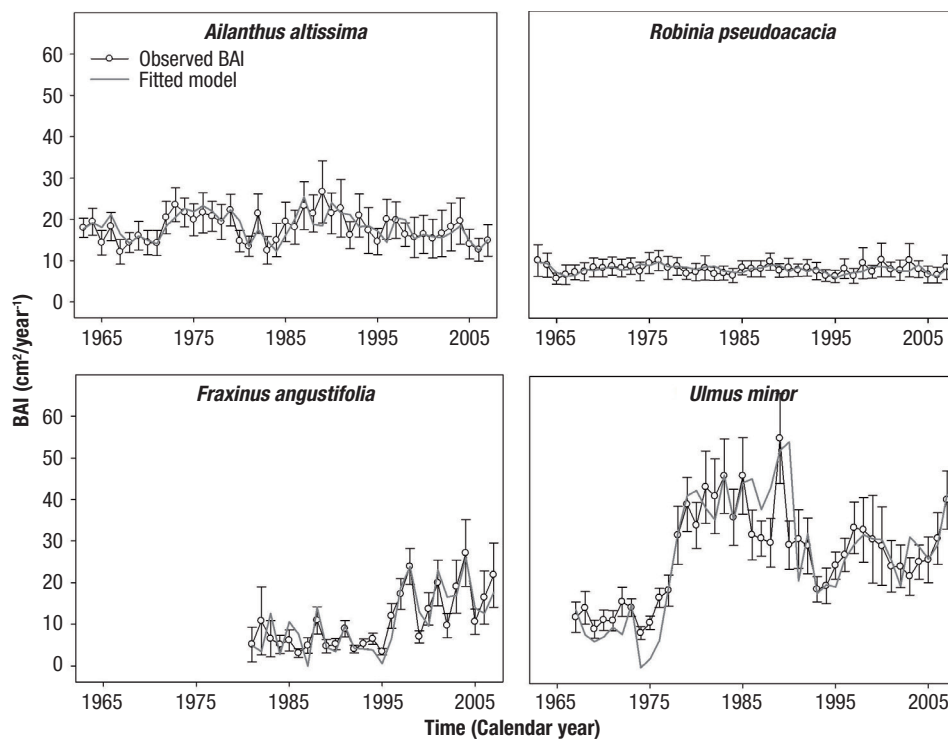 Ailanthus altissima
Robinia pseudoacacia
60
Observed BAI
Fitted model
50
40
30
20
10
0
1965 1975 1985 1995 2005
1965 1975 1985 1995 2005
BAI (cm²/year⁻¹)
Fraxinus angustifolia
Ulmus minor
60
50
40
30
20
10
0
1965 1975 1985 1995 2005
1965 1975 1985 1995 2005
Time (Calendar year)